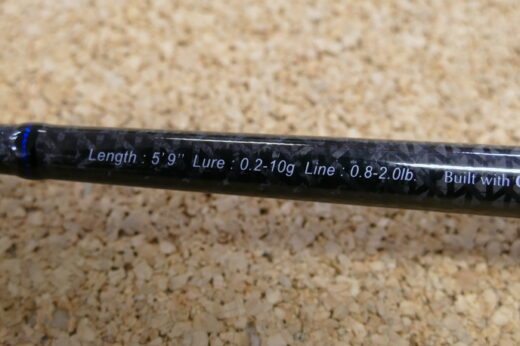 Length : 5'9" Lure : 0.2-10g Line : 0.8-2.0lb. Built with